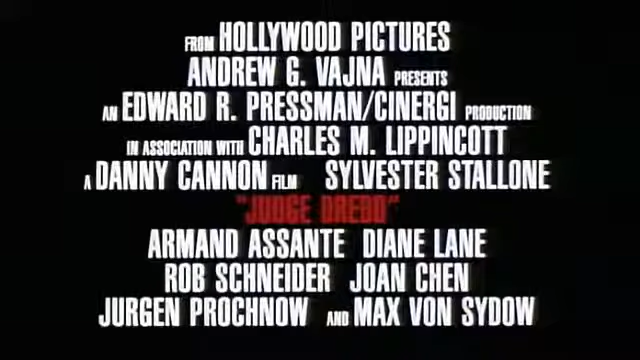 FROM HOLLYWOOD PICTURES
ANDREW G. VAJNA PRESENTS
AN EDWARD R. PRESSMAN/CINERGI PRODUCTION
IN ASSOCIATION WITH CHARLES M. LIPPINCOTT
A DANNY CANNON FILM SYLVESTER STALLONE
"JUDGE DREDD"
ARMAND ASSANTE DIANE LANE
ROB SCHNEIDER JOAN CHEN
JURGEN PROCHNOW AND MAX VON SYDOW